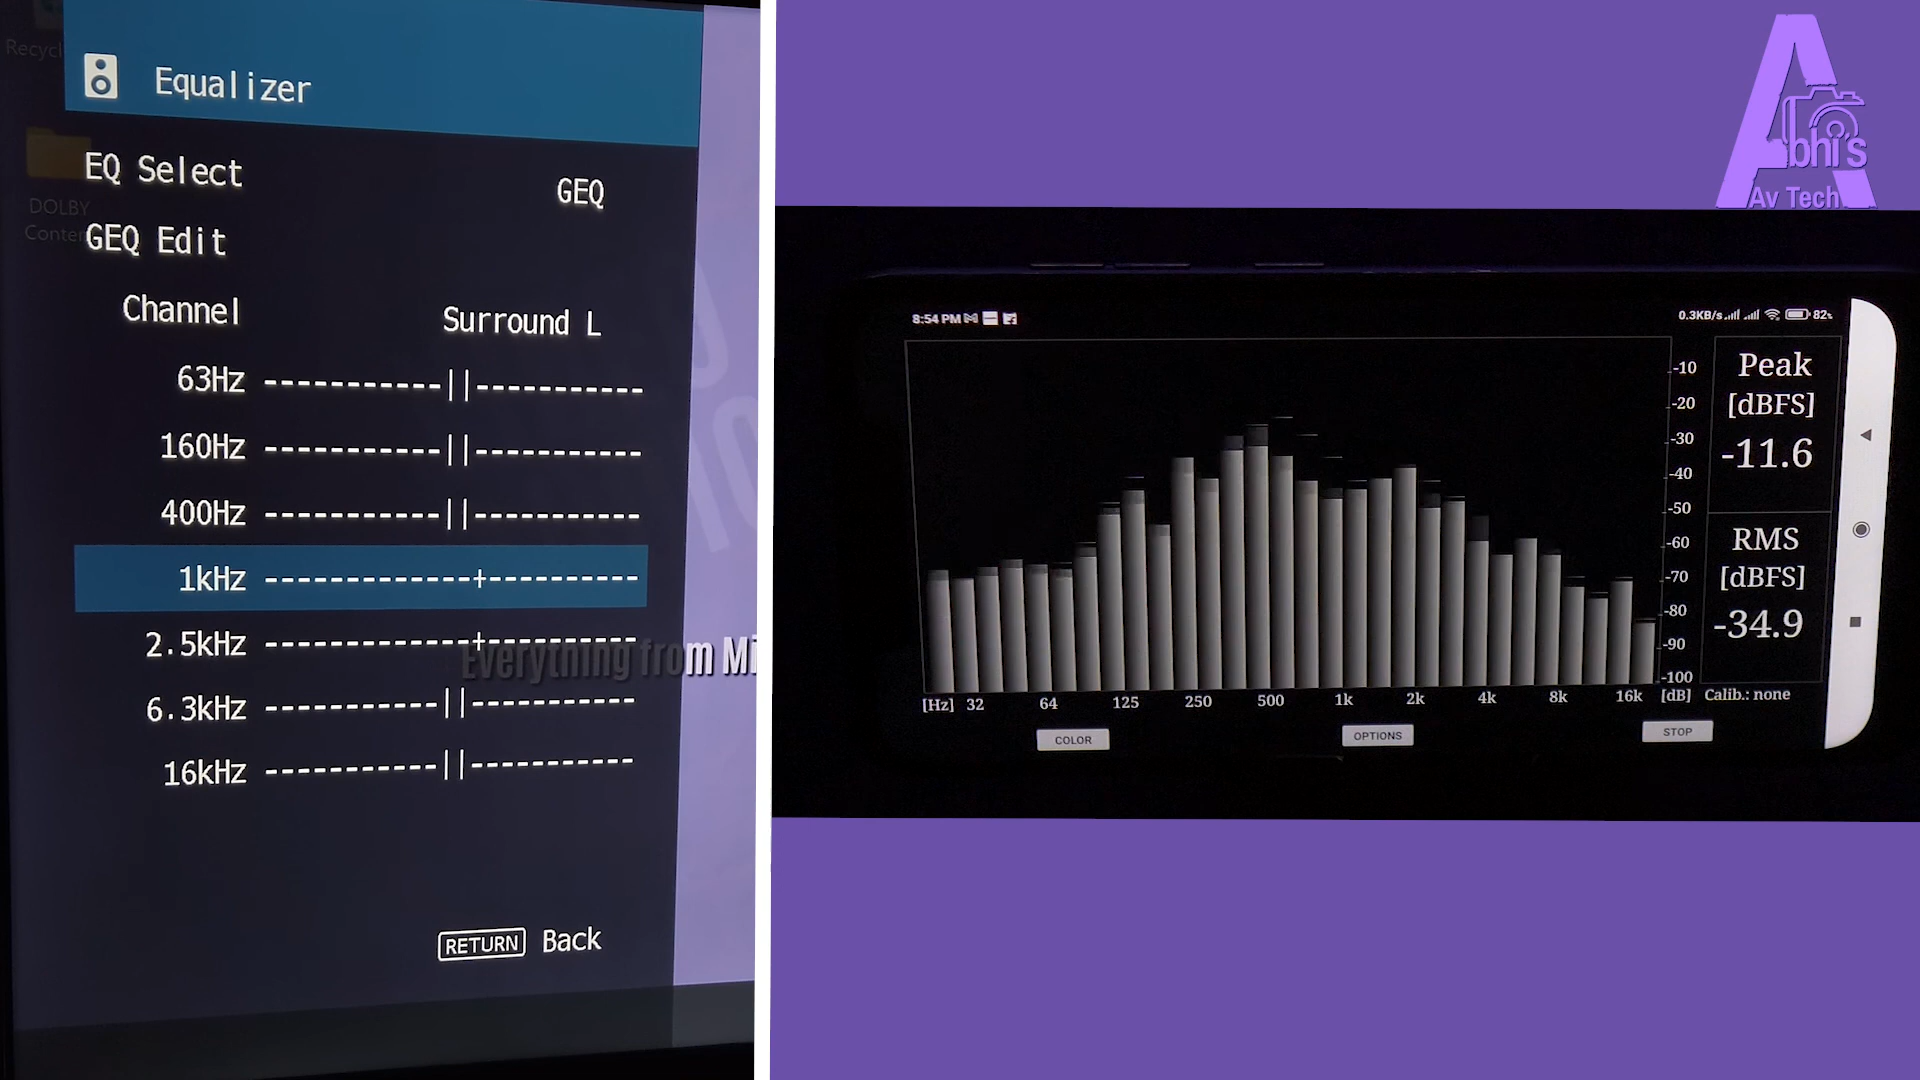 Recycl
Equalizer
EQ Select GEQ
DOLBY
Conte
GEQ Edit
Channel Surround L
63Hz
160Hz
400Hz
1kHz
2.5kHz
Everything from Mi
6.3kHz
16kHz
RETURN Back
A
bhi's
Av Tech
8:54 PM 0.3KB/s 82%
Peak
[dBFS]
-11.6
RMS
[dBFS]
-34.9
-10
-20
-30
-40
-50
-60
-70
-80
-90
-100
[Hz] 32 64 125 250 500 1k 2k 4k 8k 16k [dB] Calib.: none
COLOR OPTIONS STOP